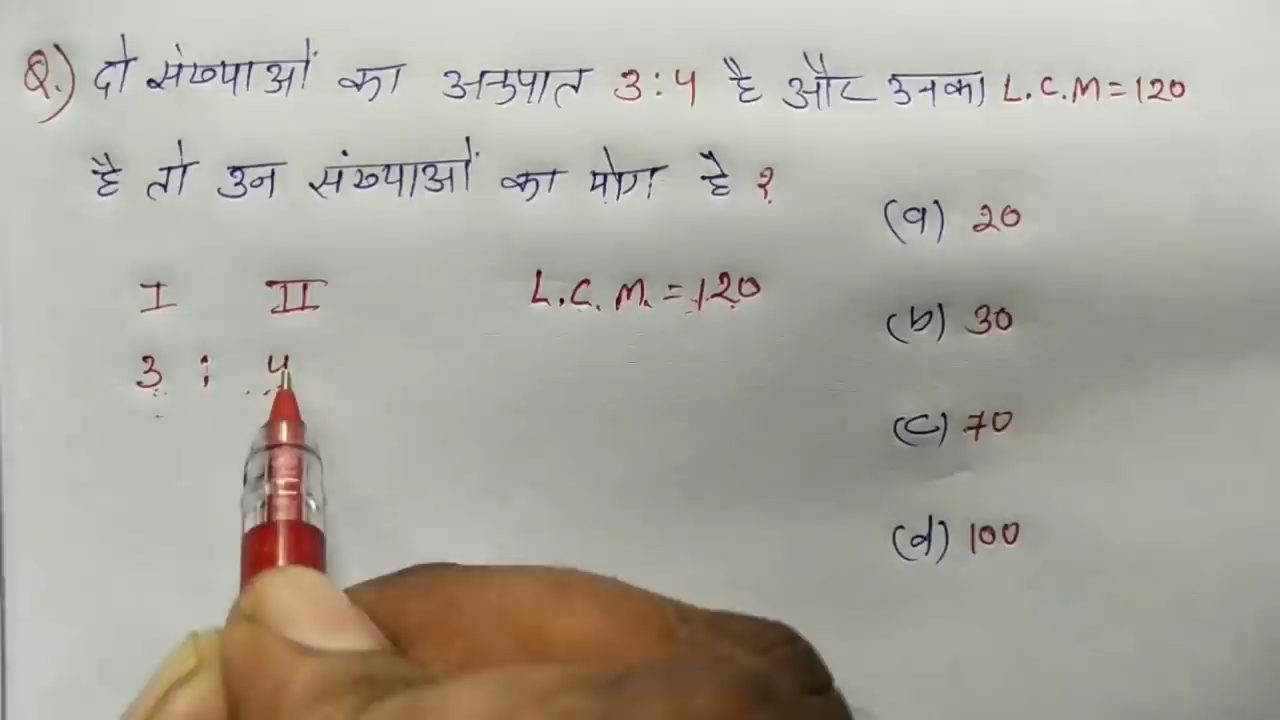 Q.) दो संख्याओं का अनुपात 3:4 है और उनका L.C.M=120
है तो उन संख्याओं का योग है ?
(a) 20
I II L.C.M.=120
(b) 30
3 : 4
(c) 70
(d) 100